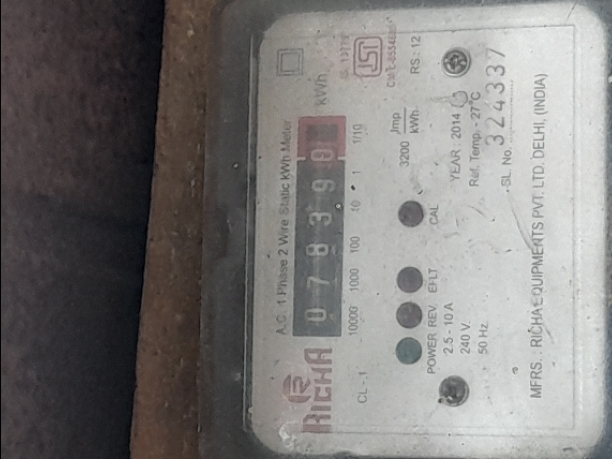 RICHA
A.C. 1 Phase 2 Wire Static kWh Meter
kWh
0 7 8 3 9 0
10000 1000 100 10 1 1/10
CL - 1
3200 Imp/kWh
RS : 12
POWER REV. EFLT CAL
2.5 - 10 A
240 V.
50 Hz.
YEAR : 2014
Ref. Temp. - 27°C
SL. No. 324337
MFRS. : RICHA EQUIPMENTS PVT. LTD. DELHI, (INDIA)